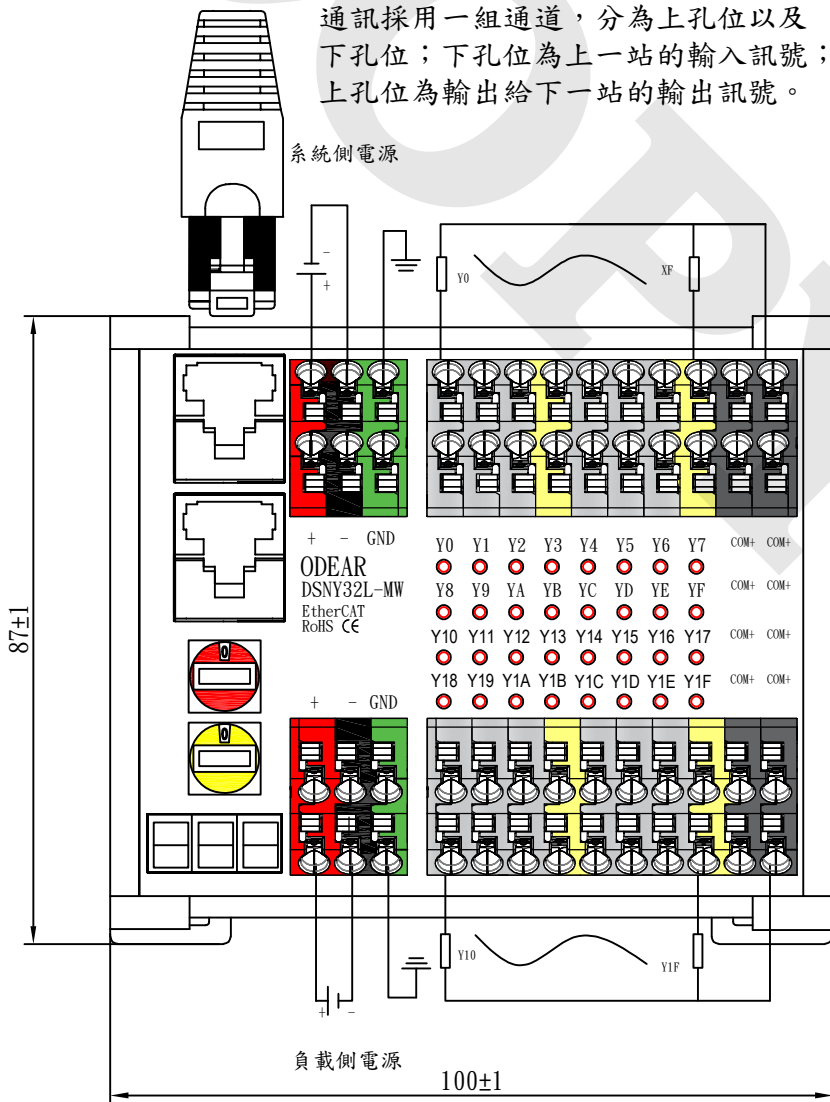 通訊採用一組通道，分為上孔位以及
下孔位；下孔位為上一站的輸入訊號；
上孔位為輸出給下一站的輸出訊號。
系統側電源
-
+
Y0
XF
+ - GND
ODEAR
DSNY32L-MW
EtherCAT
RoHS CE
Y0 Y1 Y2 Y3 Y4 Y5 Y6 Y7 COM+ COM+
Y8 Y9 YA YB YC YD YE YF COM+ COM+
Y10 Y11 Y12 Y13 Y14 Y15 Y16 Y17 COM+ COM+
Y18 Y19 Y1A Y1B Y1C Y1D Y1E Y1F COM+ COM+
0
0
+ - GND
87±1
Y10
Y1F
+ -
負載側電源
100±1
COPY